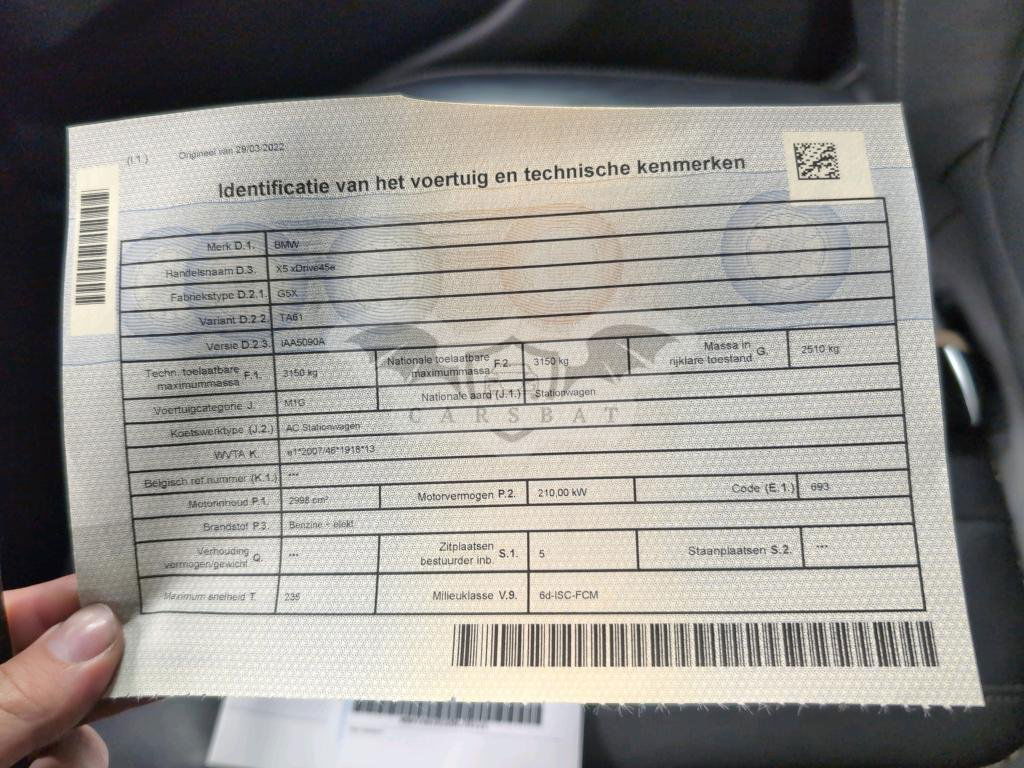 (I.1.) Origineel van 29/03/2022
Identificatie van het voertuig en technische kenmerken
Merk D.1. BMW
Handelsnaam D.3. X5 xDrive45e
Fabriekstype D.2.1. G5X
Variant D.2.2. TA61
Versie D.2.3. IAA5090A
Techn. toelaatbare maximummassa F.1. 3150 kg Nationale toelaatbare maximummassa F.2. 3150 kg Massa in rijklare toestand G. 2510 kg
Voertuigcategorie J. M1G Nationale aard (J.1.) Stationwagen
CARSBAT
Koetswerktype (J.2.) AC Stationwagen
WVTA K. e1*2007/46*1918*13
Belgisch ref.nummer (K.1.) ***
Motorinhoud P.1. 2998 cm³ Motorvermogen P.2. 210,00 kW Code (E.1.) 693
Brandstof P.3. Benzine + elekt
Verhouding vermogen/gewicht Q. *** Zitplaatsen bestuurder inb. S.1. 5 Staanplaatsen S.2. ***
Maximum snelheid T. 235 Milieuklasse V.9. 6d-ISC-FCM